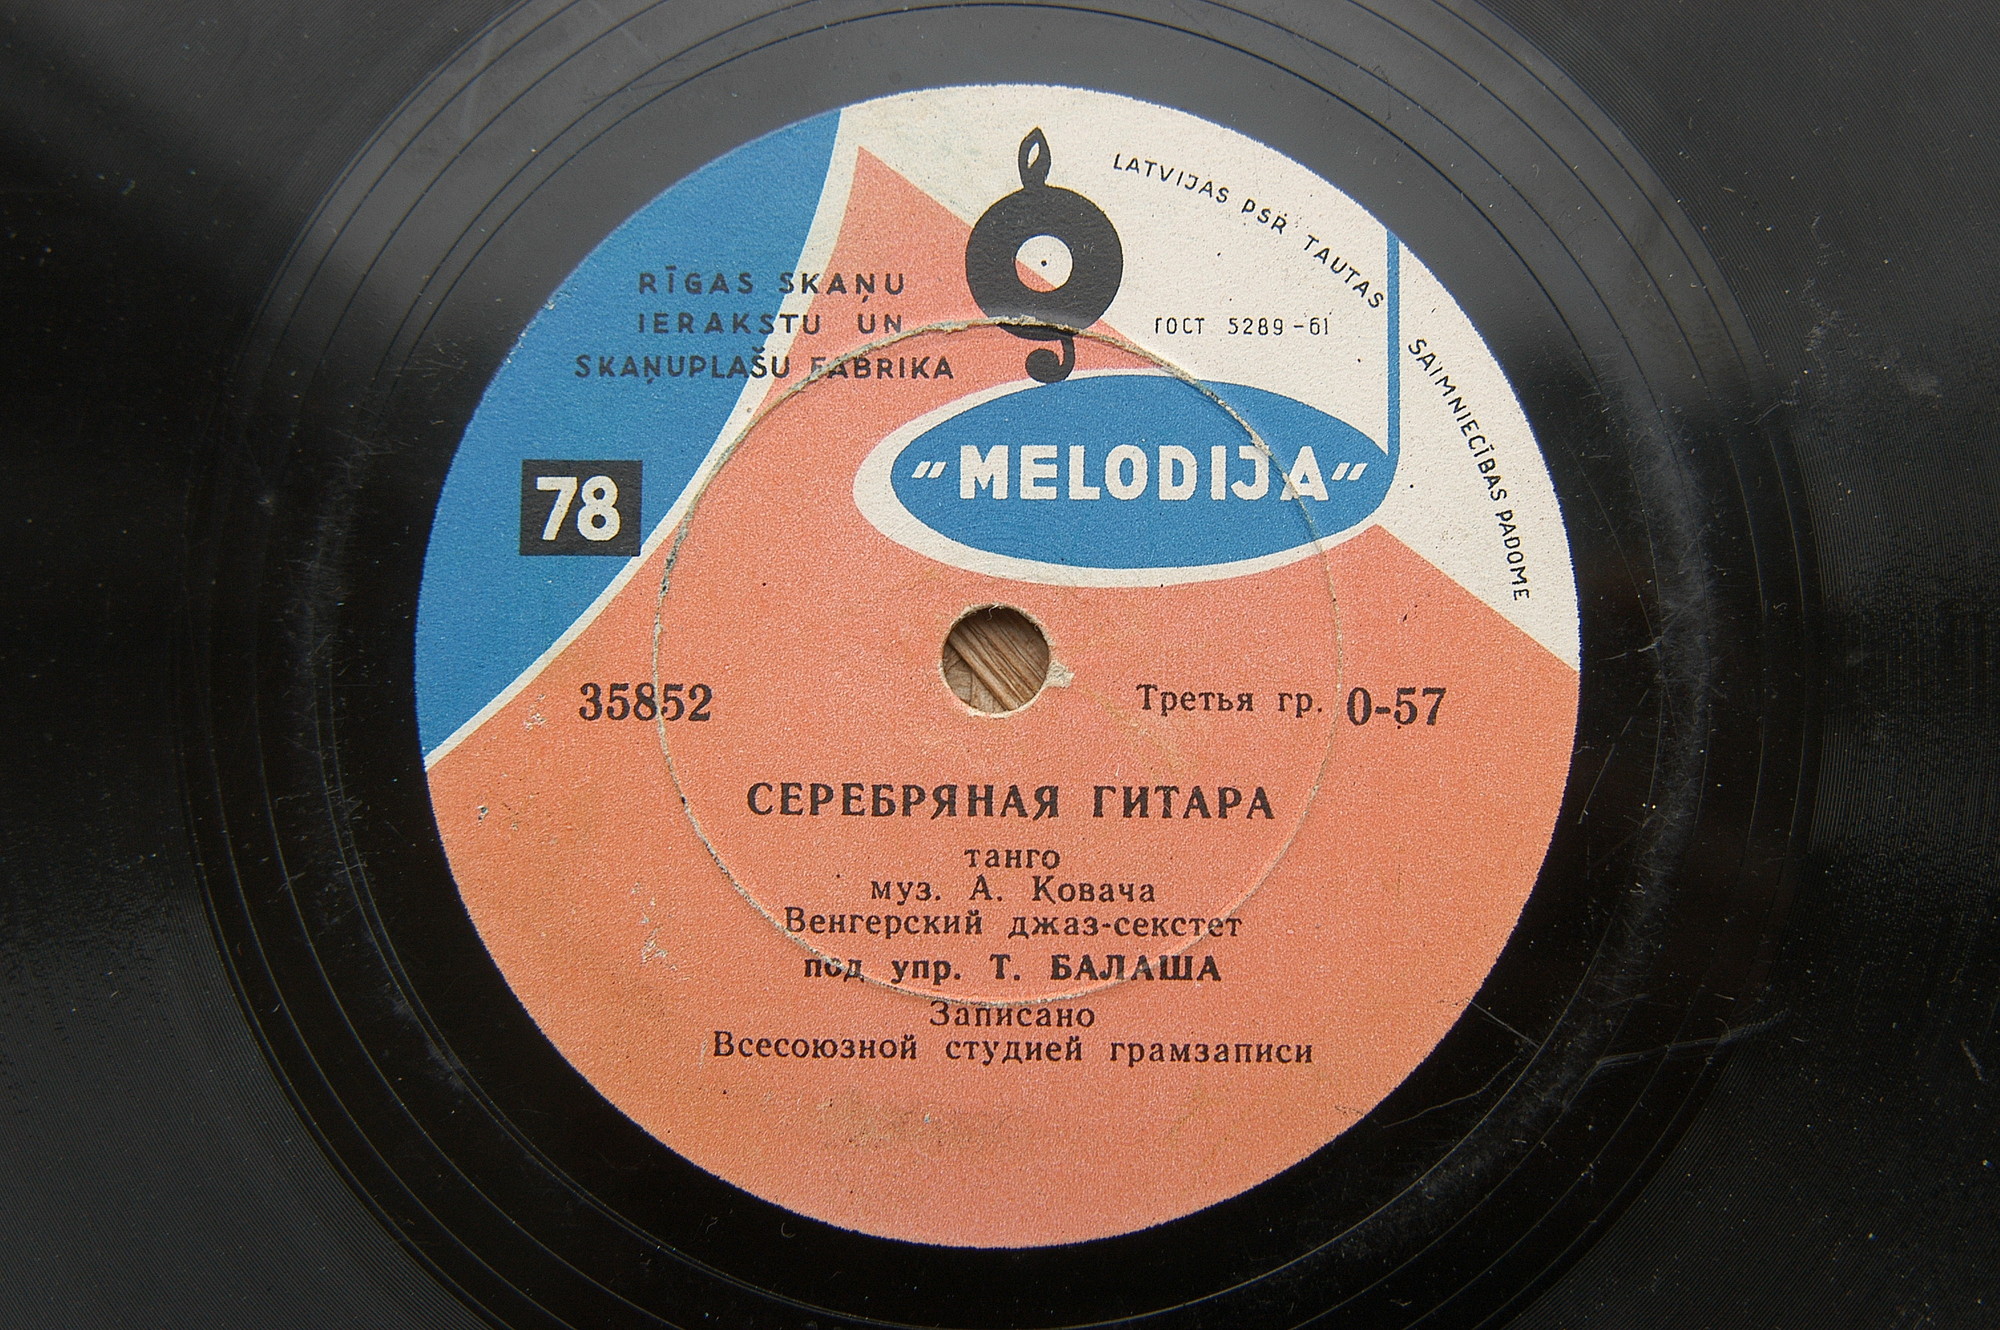 LATVIJAS PSR TAUTAS SAIMNIECĪBAS PADOME
RĪGAS SKAŅU
IERAKSTU UN
SKAŅUPLAŠU FABRIKA
ГОСТ 5289-61
"MELODIJA"
78
35852
Третья гр. 0-57
СЕРЕБРЯНАЯ ГИТАРА
танго
муз. А. Ковача
Венгерский джаз-секстет
под упр. Т. БАЛАША
Записано
Всесоюзной студией грамзаписи